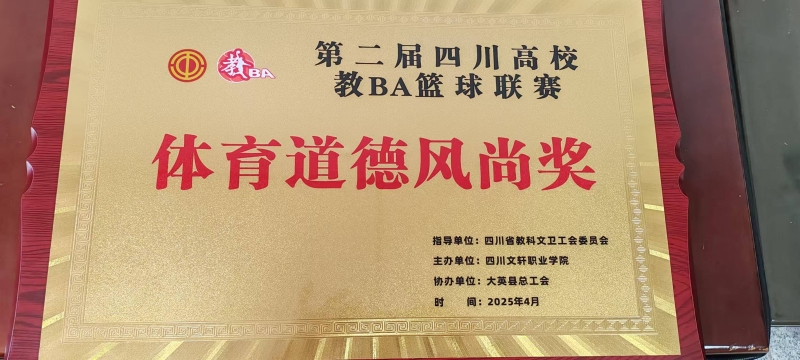 教BA
第二届四川高校
教BA篮球联赛
体育道德风尚奖
指导单位：四川省教科文卫工会委员会
主办单位：四川文轩职业学院
协办单位：大英县总工会
时　　间：2025年4月